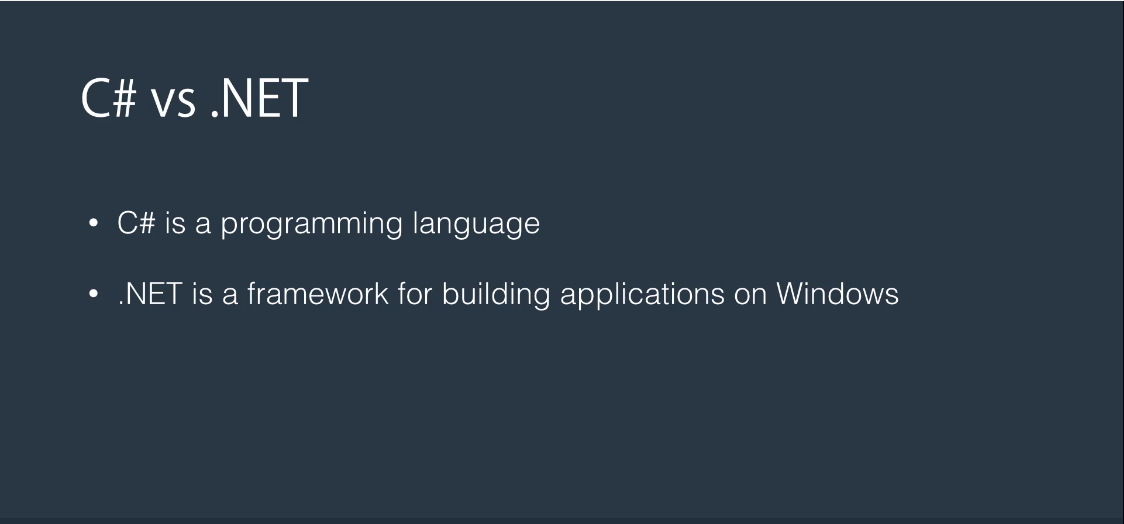 C# vs .NET
• C# is a programming language
• .NET is a framework for building applications on Windows